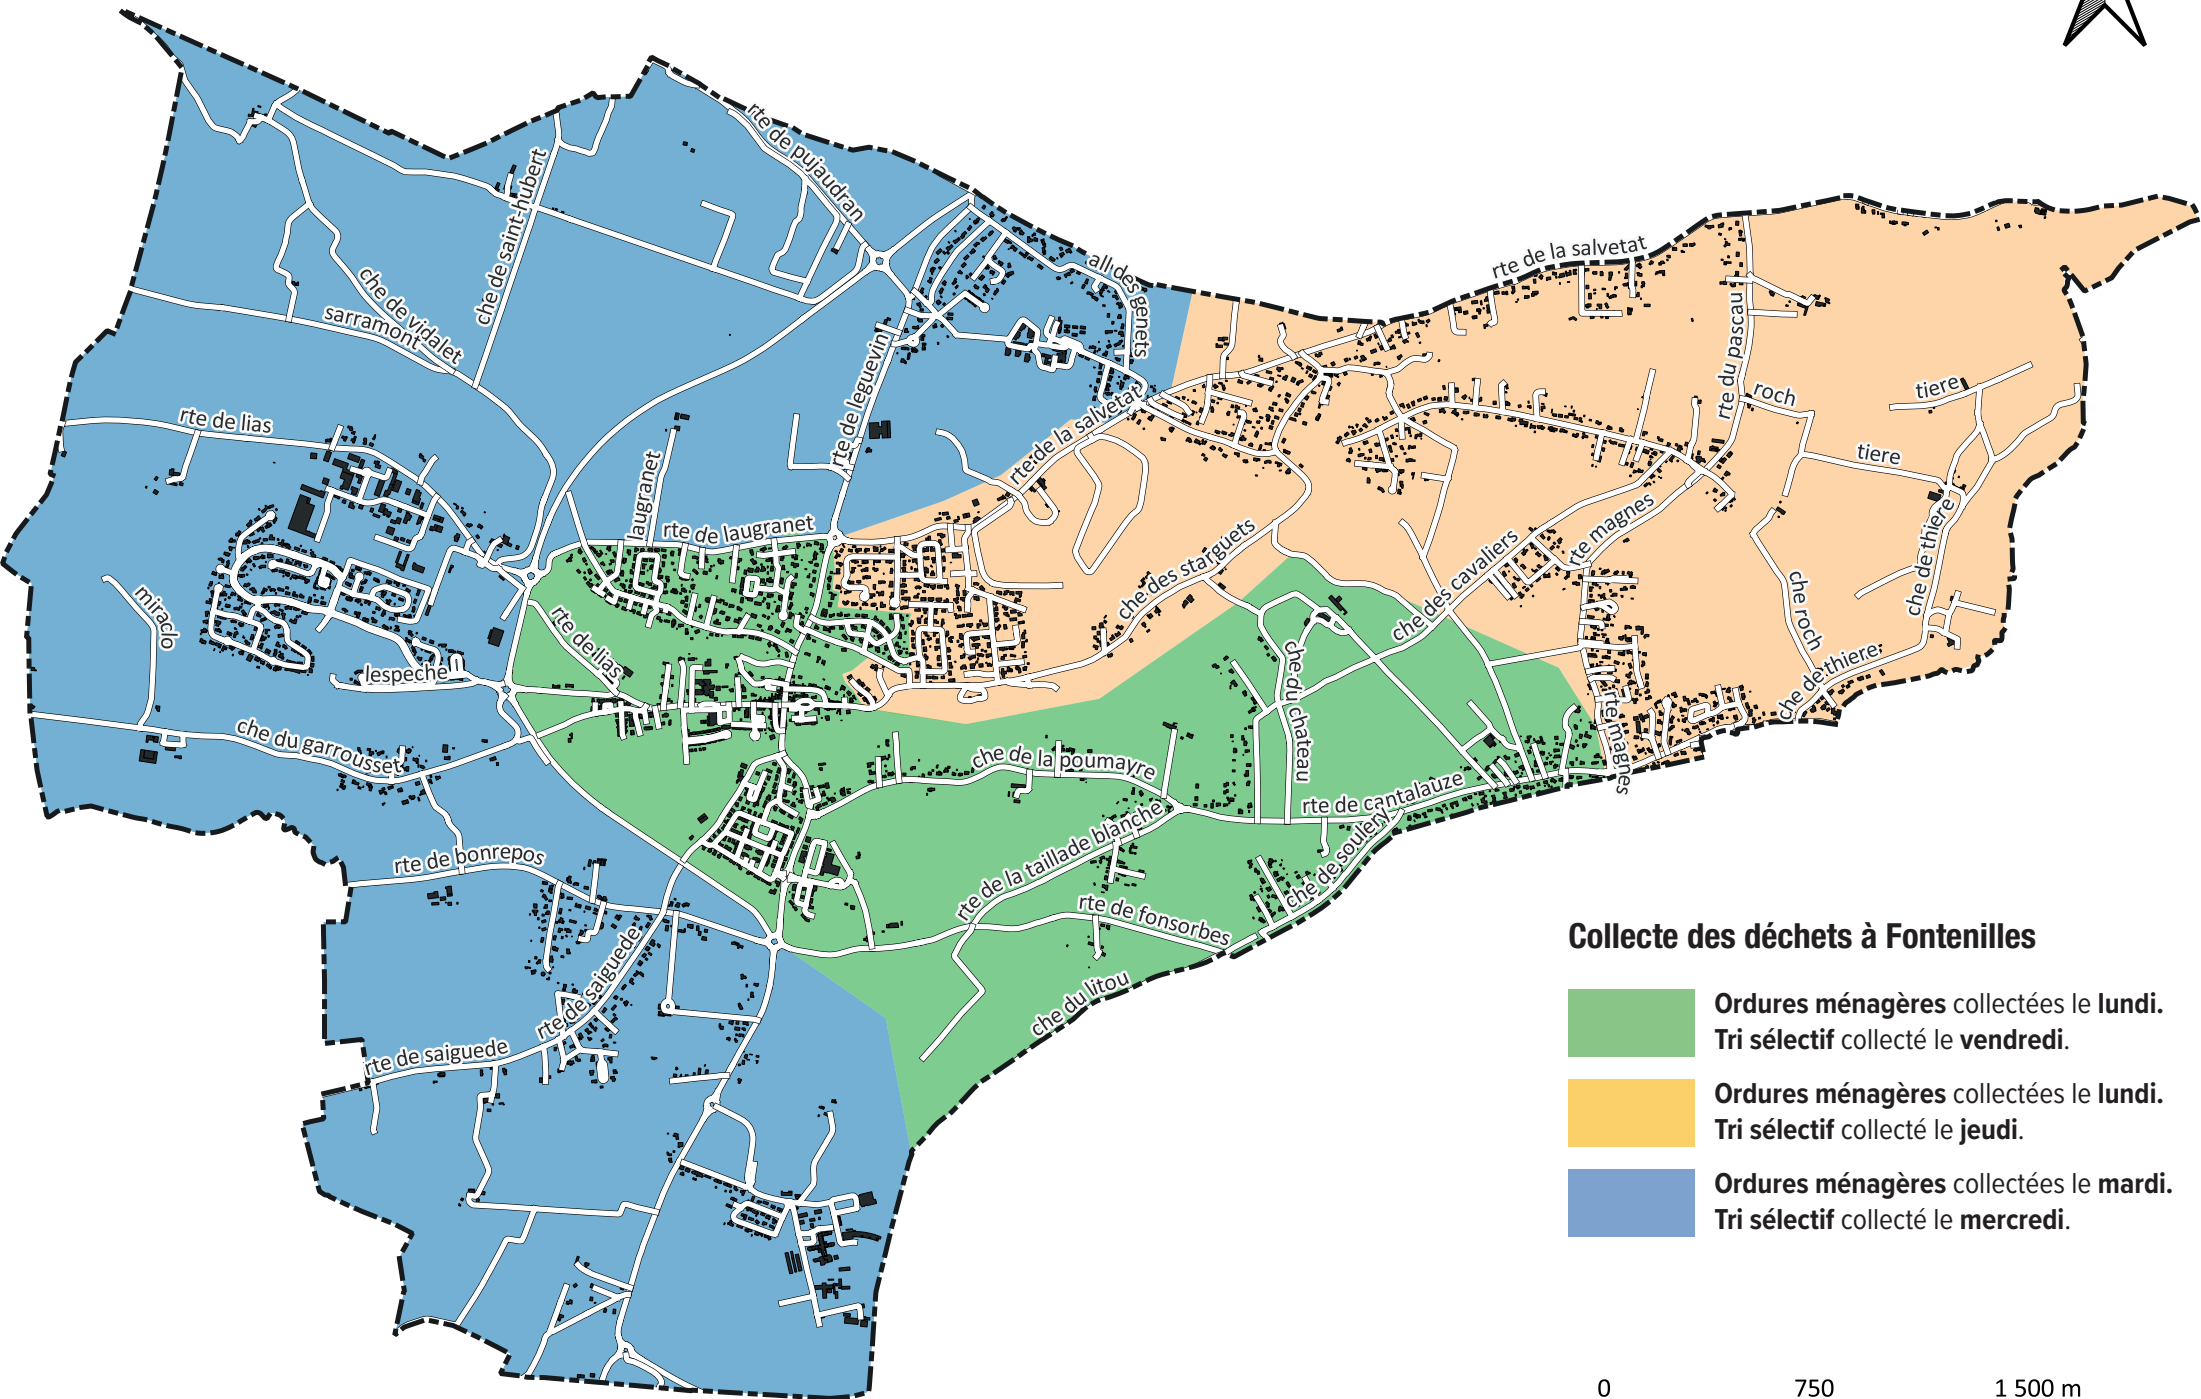 rte de pujaudran
che de saint-hubert
all des genets
rte de la salvetat
che de vidalet
sarramont
rte de leguevin
rte du pascau
roch
tiere
rte de lias
rte de la salvetat
tiere
laugranet
rte de laugranet
rte magnes
che des cavaliers
che des starguets
che de thiere
miraclo
rte de lias
che roch
lespeche
che du chateau
che de thiere
rte magnes
che du garrousset
che de la poumayre
rte de cantalauze
rte de bonrepos
rte de la taillade blanche
che de soulery
rte de fonsorbes
rte de saiguede
che du litou
rte de saiguede
Collecte des déchets à Fontenilles
Ordures ménagères collectées le lundi.
Tri sélectif collecté le vendredi.
Ordures ménagères collectées le lundi.
Tri sélectif collecté le jeudi.
Ordures ménagères collectées le mardi.
Tri sélectif collecté le mercredi.
0 750 1 500 m